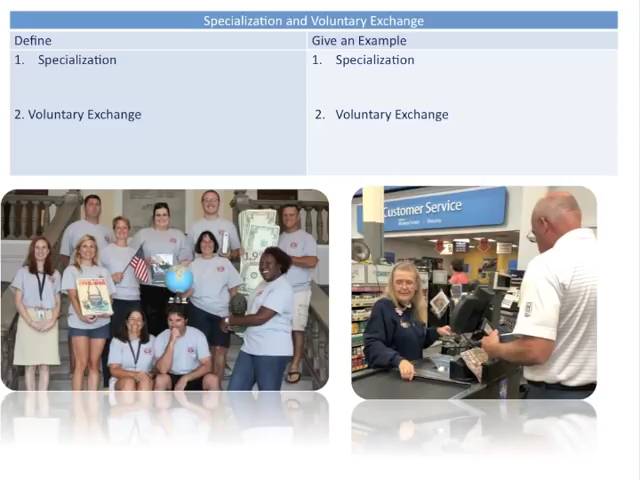 Specialization and Voluntary Exchange
Define
Give an Example
1. Specialization
1. Specialization
2. Voluntary Exchange
2. Voluntary Exchange
Customer Service